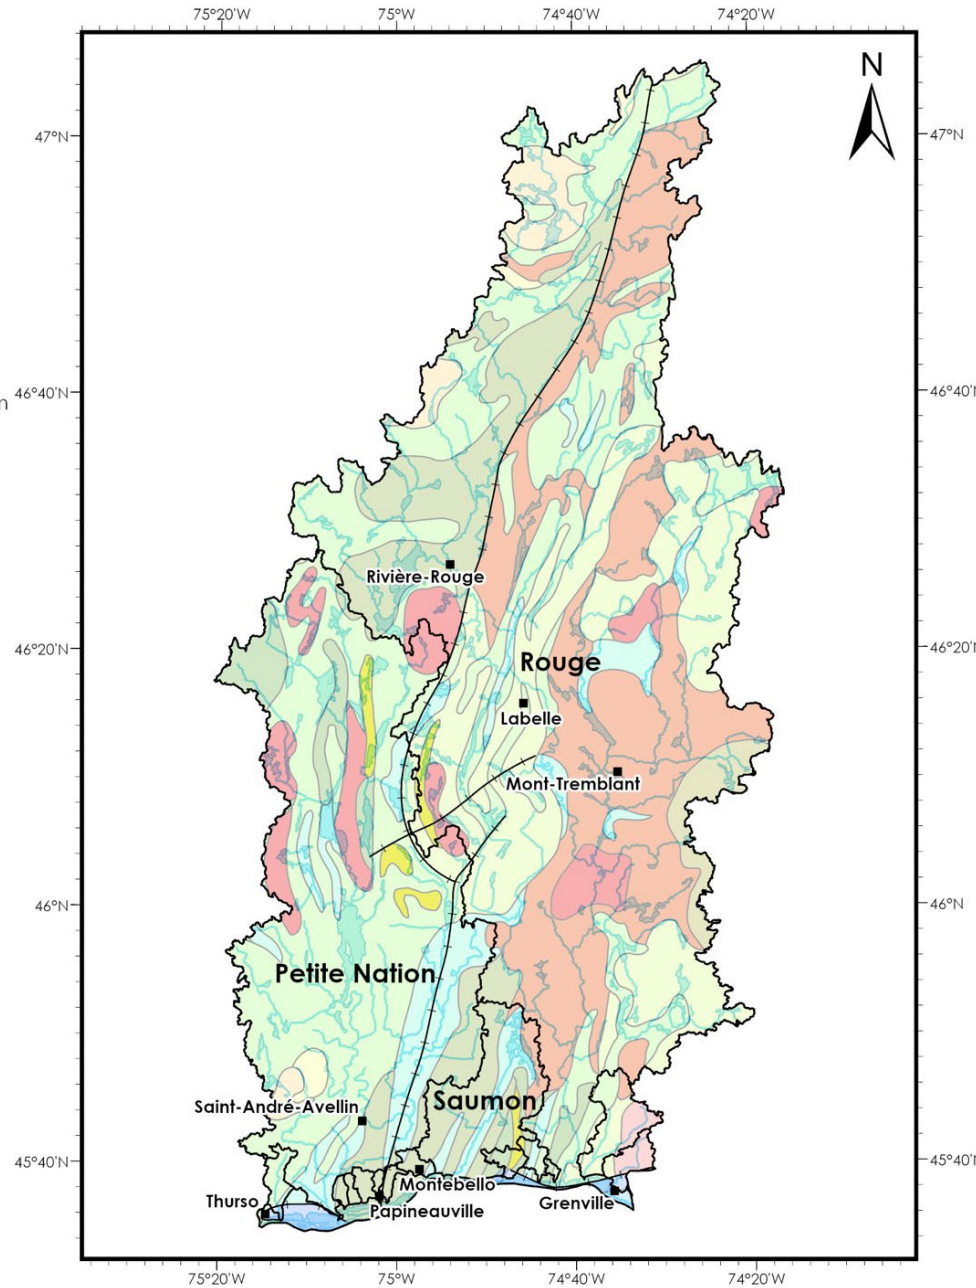 75°20'W 75°W 74°40'W 74°20'W
N
47°N 47°N
46°40'N 46°40'N
n
Rivière-Rouge
46°20'N 46°20'N
Rouge
Labelle
Mont-Tremblant
46°N 46°N
Petite Nation
Saumon
Saint-André-Avellin
45°40'N 45°40'N
Montebello
Thurso
Grenville
Papineauville
75°20'W 75°W 74°40'W 74°20'W